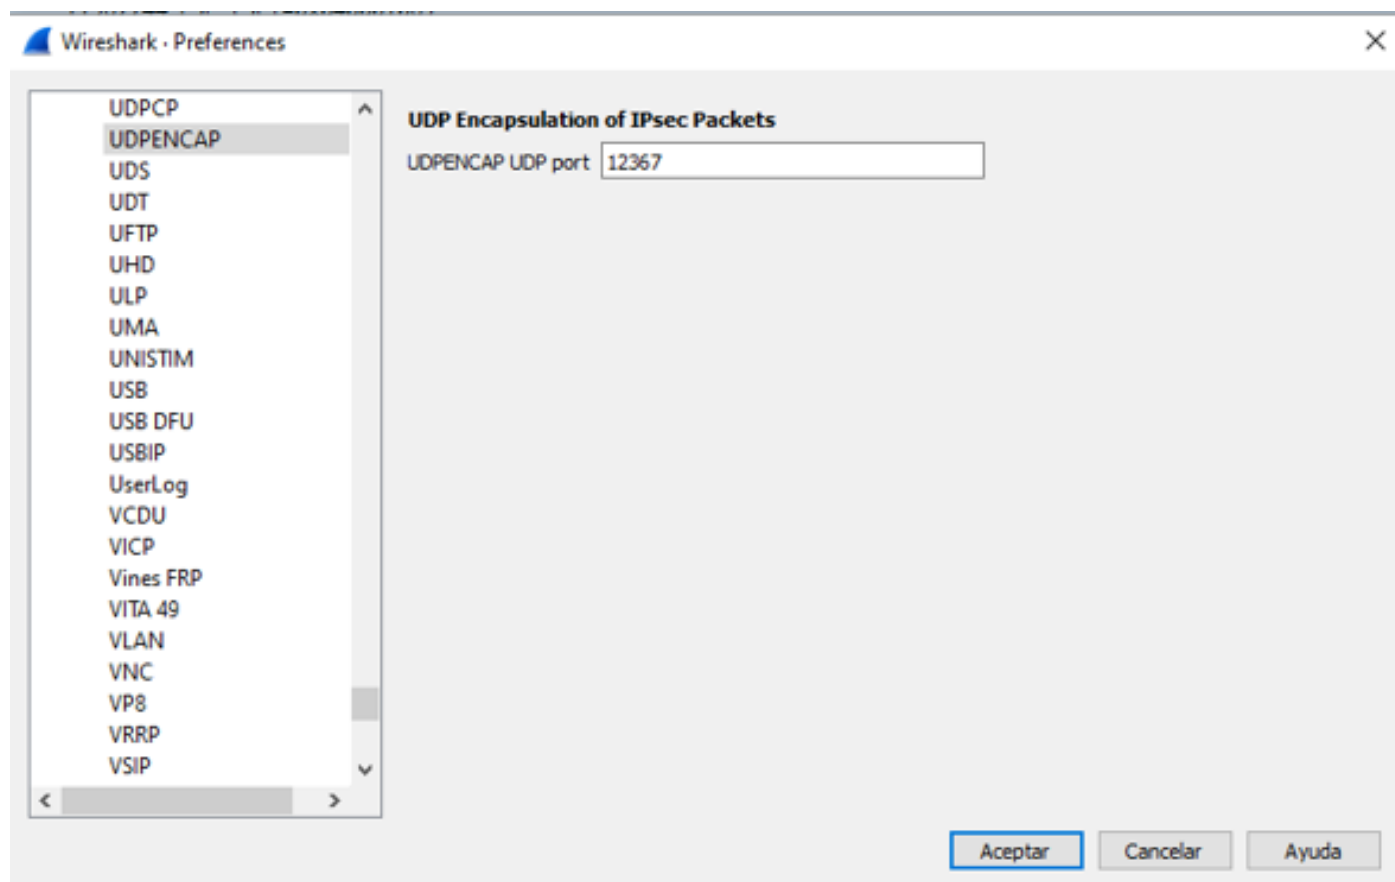 Wireshark · Preferences
UDPCP
UDPENCAP
UDS
UDT
UFTP
UHD
ULP
UMA
UNISTIM
USB
USB DFU
USBIP
UserLog
VCDU
VICP
Vines FRP
VITA 49
VLAN
VNC
VP8
VRRP
VSIP
UDP Encapsulation of IPsec Packets
UDPENCAP UDP port 12367
Aceptar Cancelar Ayuda